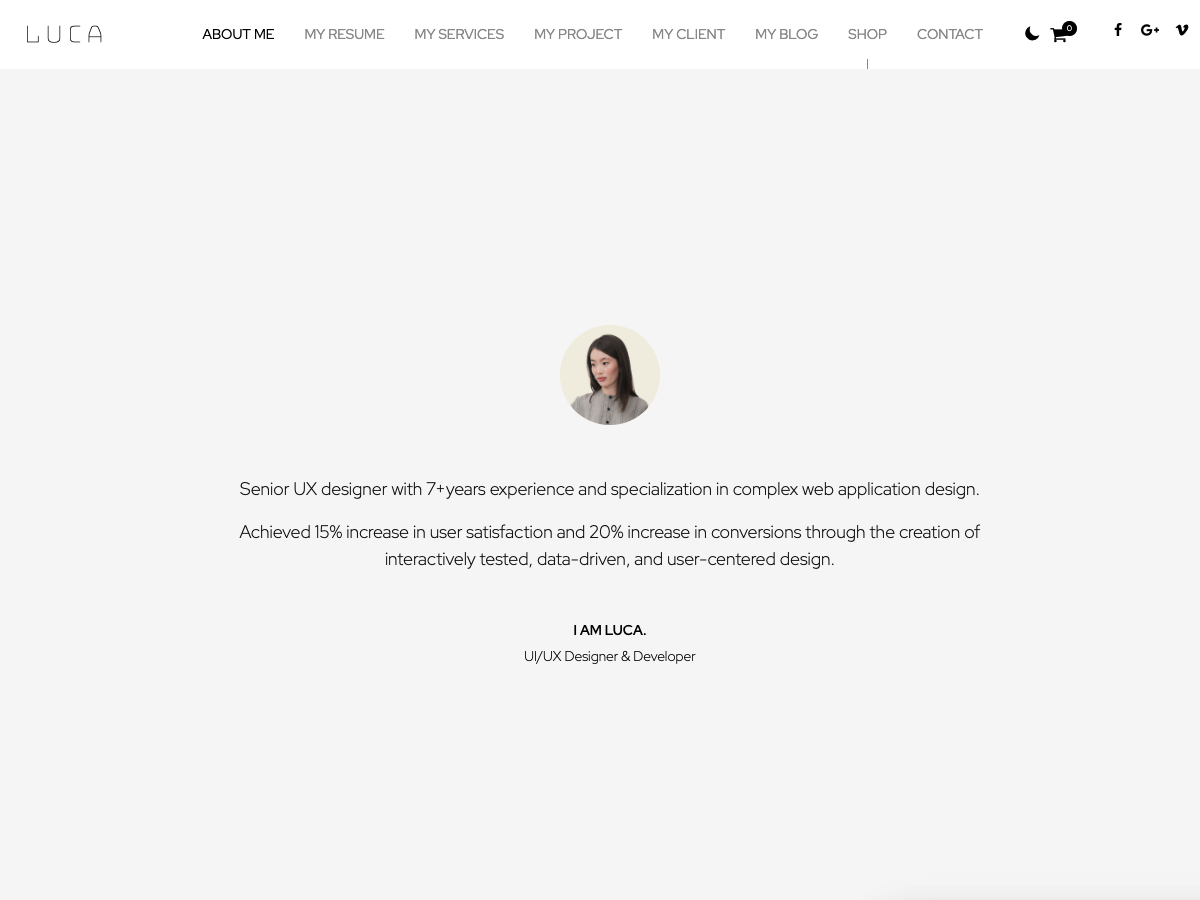 LUCA
ABOUT ME
MY RESUME
MY SERVICES
MY PROJECT
MY CLIENT
MY BLOG
SHOP
CONTACT
0
Senior UX designer with 7+years experience and specialization in complex web application design.
Achieved 15% increase in user satisfaction and 20% increase in conversions through the creation of
interactively tested, data-driven, and user-centered design.
I AM LUCA.
UI/UX Designer & Developer